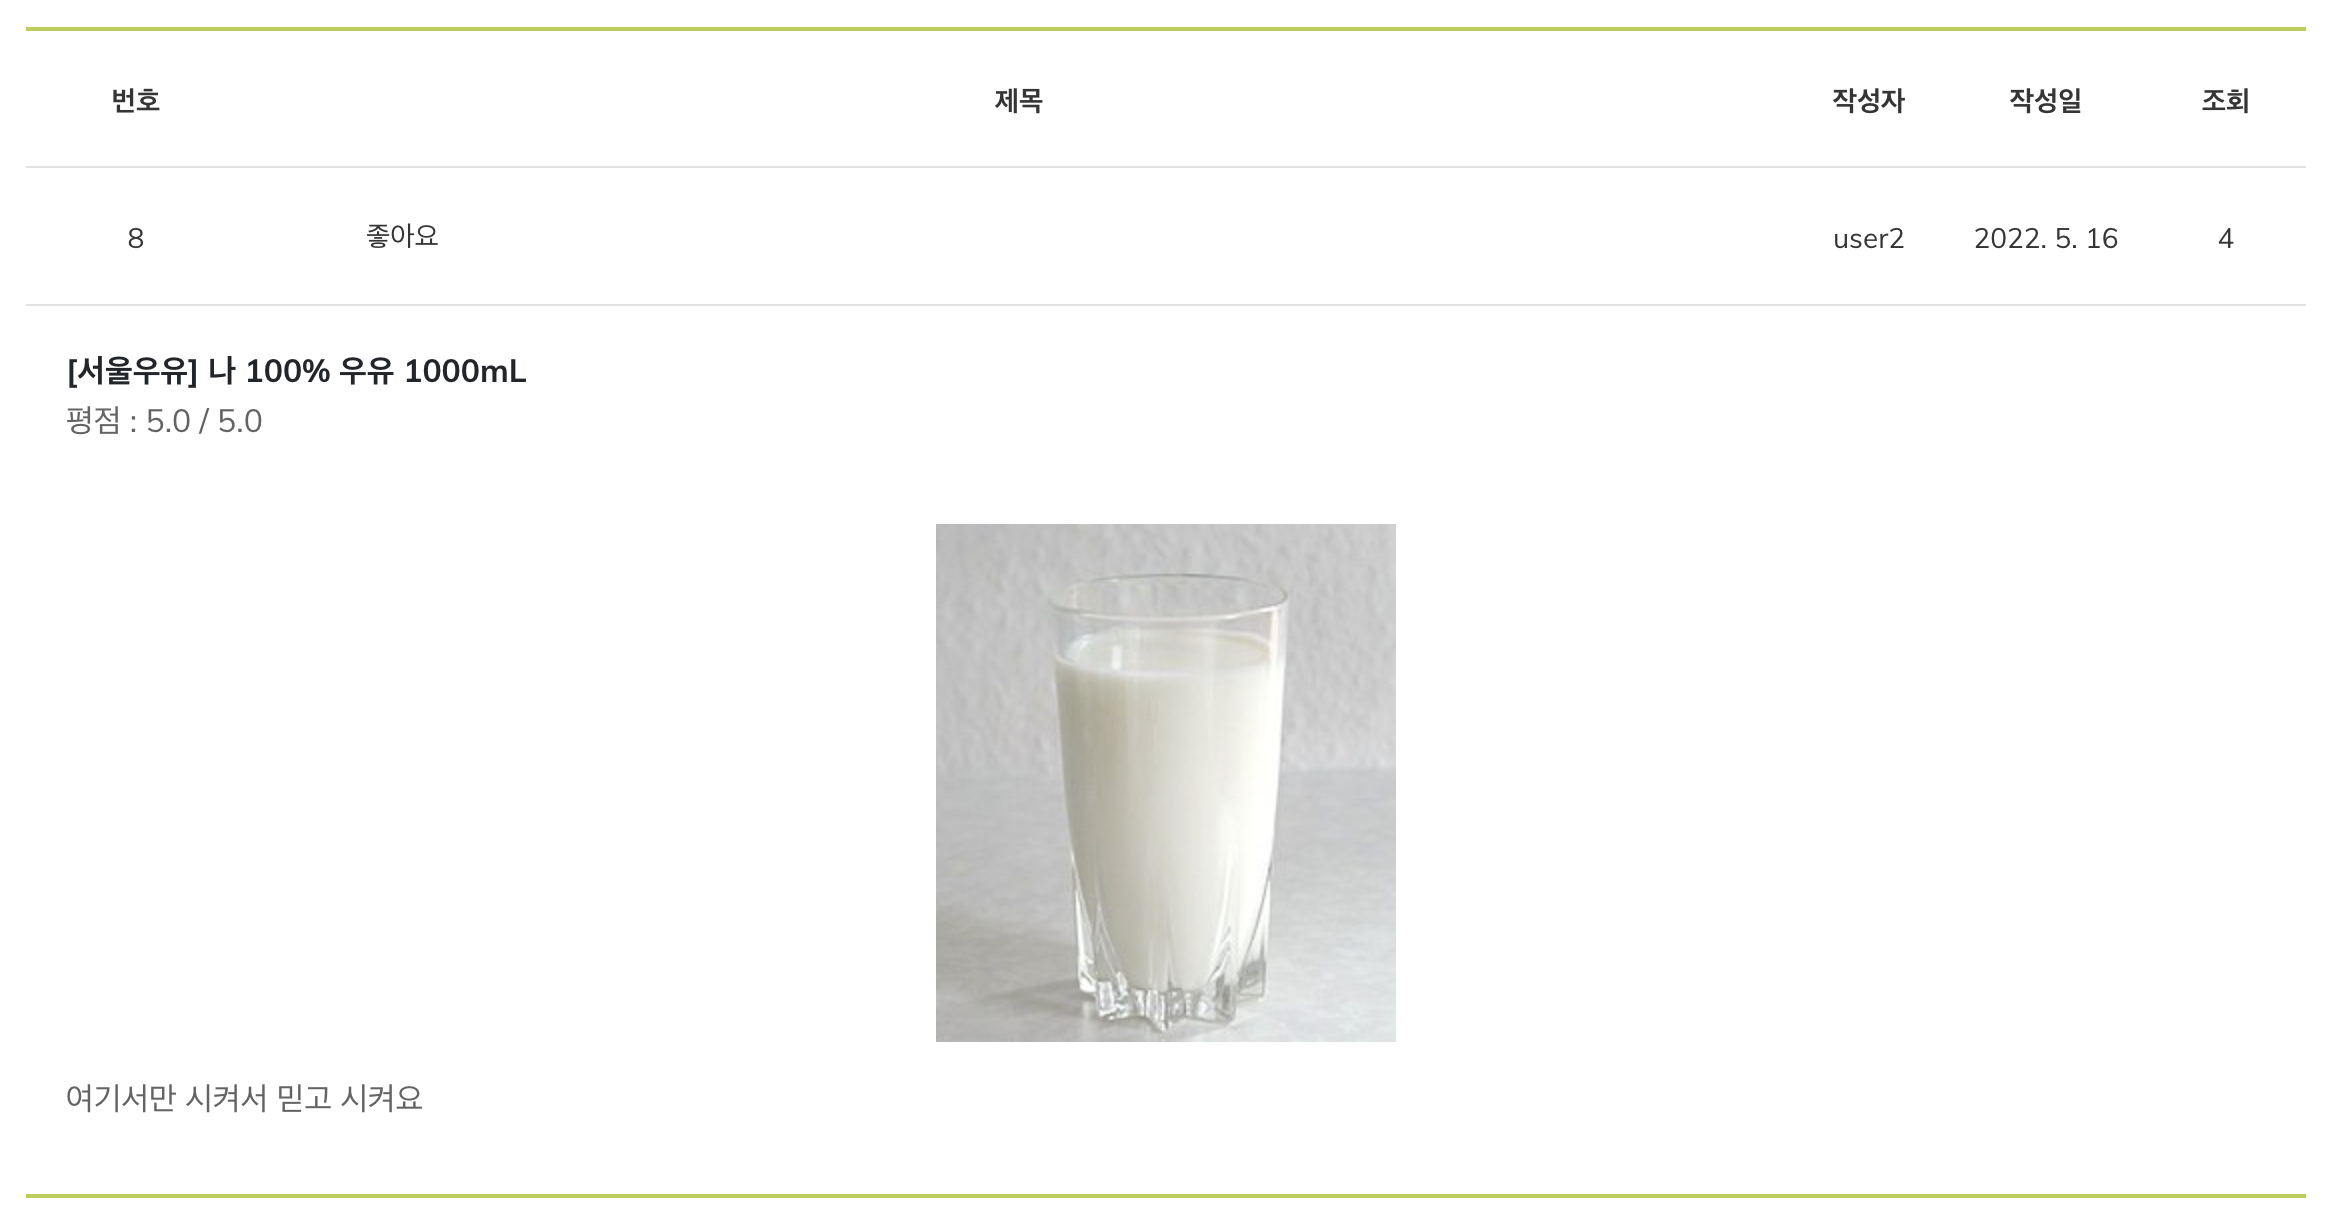 번호 제목 작성자 작성일 조회
8 좋아요 user2 2022. 5. 16 4
[서울우유] 나 100% 우유 1000mL
평점 : 5.0 / 5.0
여기서만 시켜서 믿고 시켜요